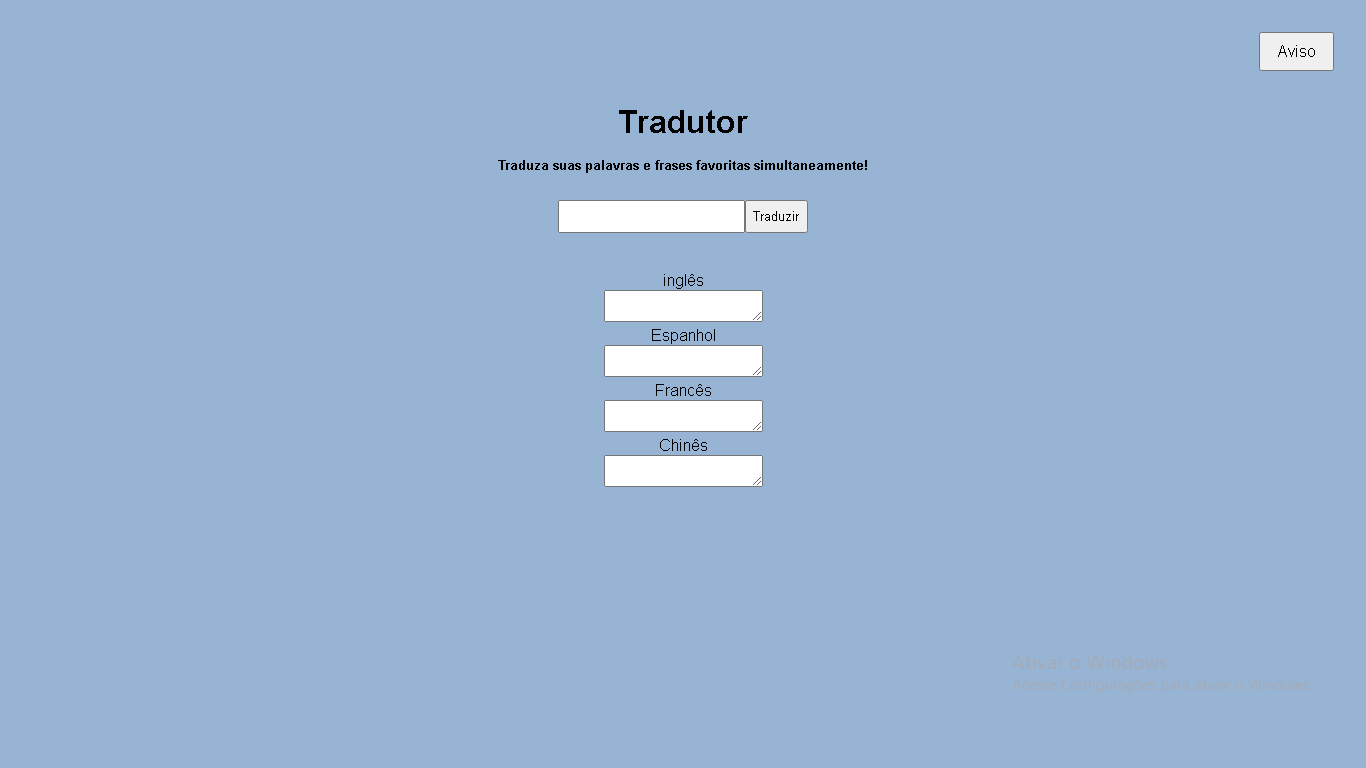 Aviso
Tradutor
Traduza suas palavras e frases favoritas simultaneamente!
Traduzir
inglês
Espanhol
Francês
Chinês
Ativar o Windows
Acesse Configurações para ativar o Windows.